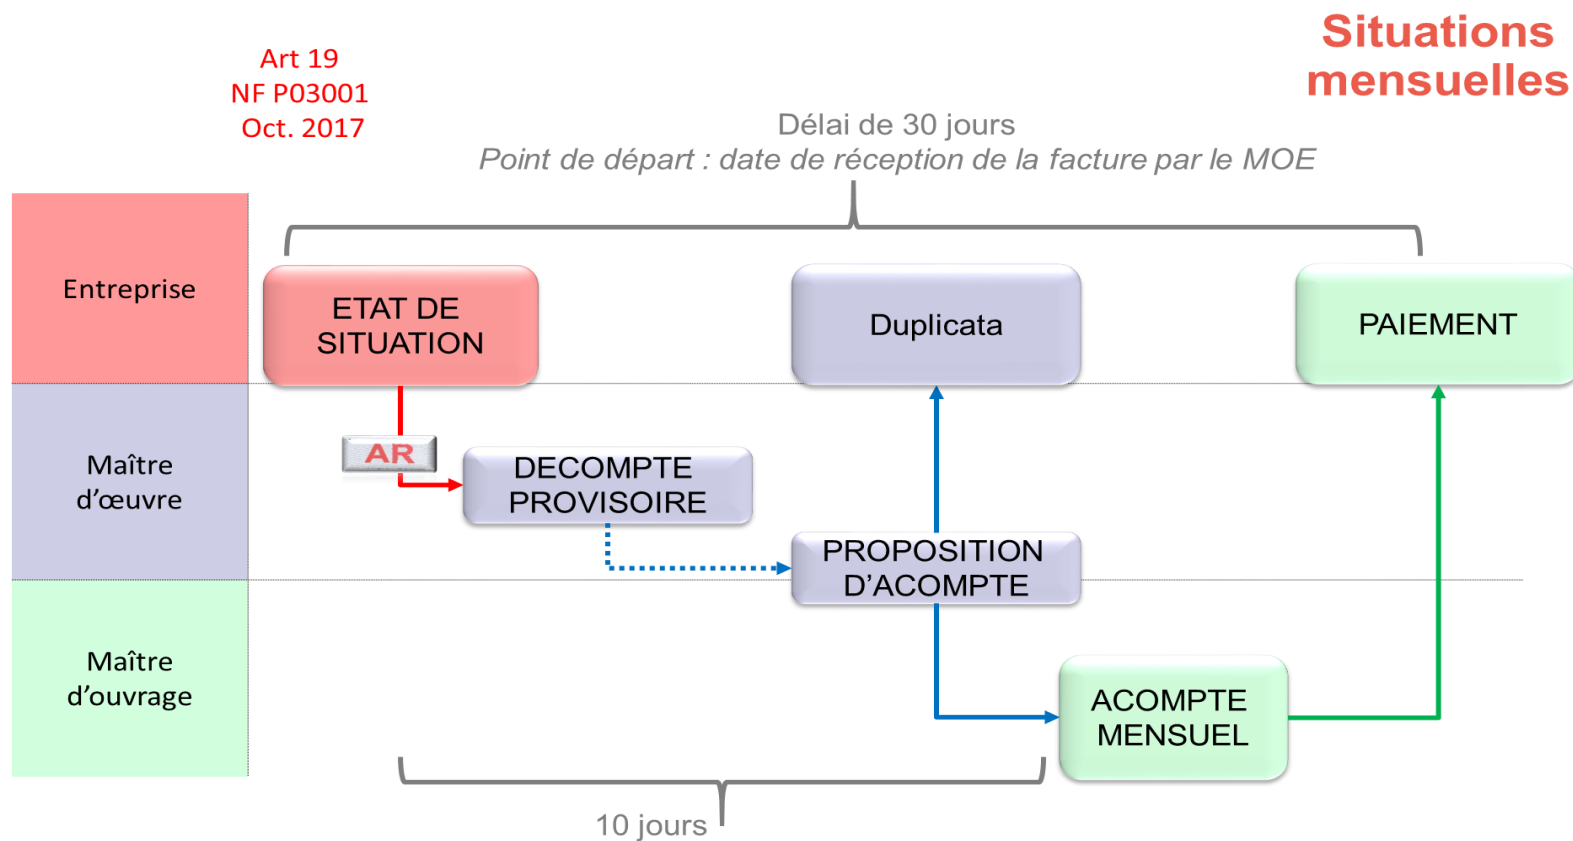 Situations
mensuelles
Art 19
NF P03001
Oct. 2017
Délai de 30 jours
Point de départ : date de réception de la facture par le MOE
Entreprise
ETAT DE
SITUATION
Duplicata
PAIEMENT
Maître
d'œuvre
AR
DECOMPTE
PROVISOIRE
PROPOSITION
D'ACOMPTE
Maître
d'ouvrage
ACOMPTE
MENSUEL
10 jours